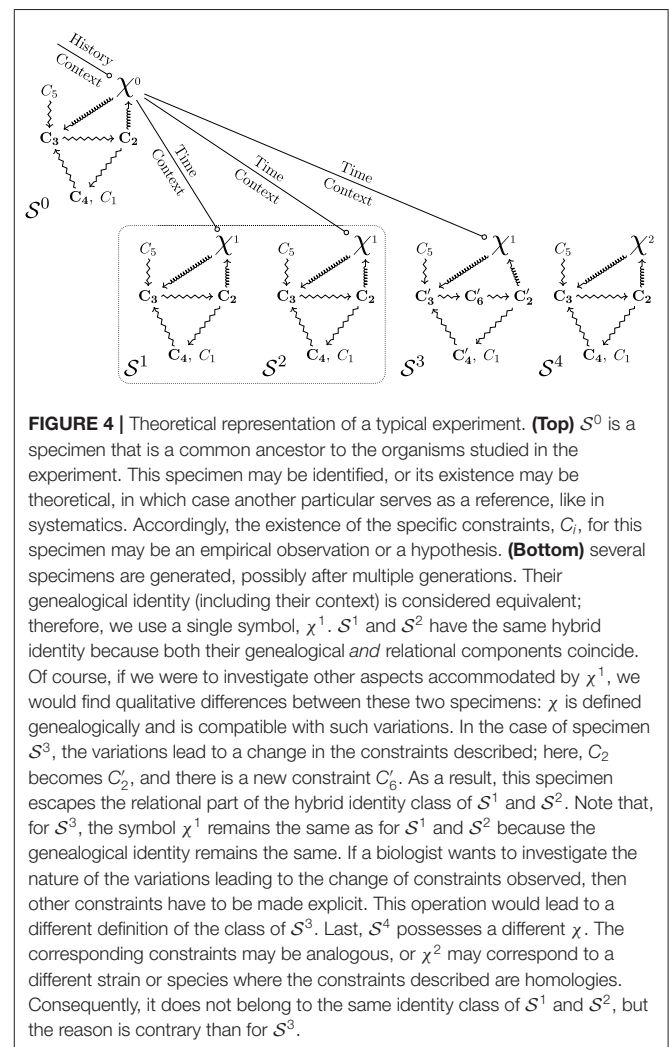 History
Context
χ⁰
C₅
C₃
C₂
C₄, C₁
S⁰
Time
Context
Time
Context
Time
Context
C₅
χ¹
C₃
C₂
C₄, C₁
S¹
C₅
χ¹
C₃
C₂
C₄, C₁
S²
C₅
χ¹
C′₃
C′₆
C′₂
C′₄, C₁
S³
C₅
χ²
C₃
C₂
C₄, C₁
S⁴
FIGURE 4 | Theoretical representation of a typical experiment. (Top) S⁰ is a
specimen that is a common ancestor to the organisms studied in the
experiment. This specimen may be identified, or its existence may be
theoretical, in which case another particular serves as a reference, like in
systematics. Accordingly, the existence of the specific constraints, Cᵢ, for this
specimen may be an empirical observation or a hypothesis. (Bottom) several
specimens are generated, possibly after multiple generations. Their
genealogical identity (including their context) is considered equivalent;
therefore, we use a single symbol, χ¹. S¹ and S² have the same hybrid
identity because both their genealogical and relational components coincide.
Of course, if we were to investigate other aspects accommodated by χ¹, we
would find qualitative differences between these two specimens: χ is defined
genealogically and is compatible with such variations. In the case of specimen
S³, the variations lead to a change in the constraints described; here, C₂
becomes C′₂, and there is a new constraint C′₆. As a result, this specimen
escapes the relational part of the hybrid identity class of S¹ and S². Note that,
for S³, the symbol χ¹ remains the same as for S¹ and S² because the
genealogical identity remains the same. If a biologist wants to investigate the
nature of the variations leading to the change of constraints observed, then
other constraints have to be made explicit. This operation would lead to a
different definition of the class of S³. Last, S⁴ possesses a different χ. The
corresponding constraints may be analogous, or χ² may correspond to a
different strain or species where the constraints described are homologies.
Consequently, it does not belong to the same identity class of S¹ and S², but
the reason is contrary than for S³.